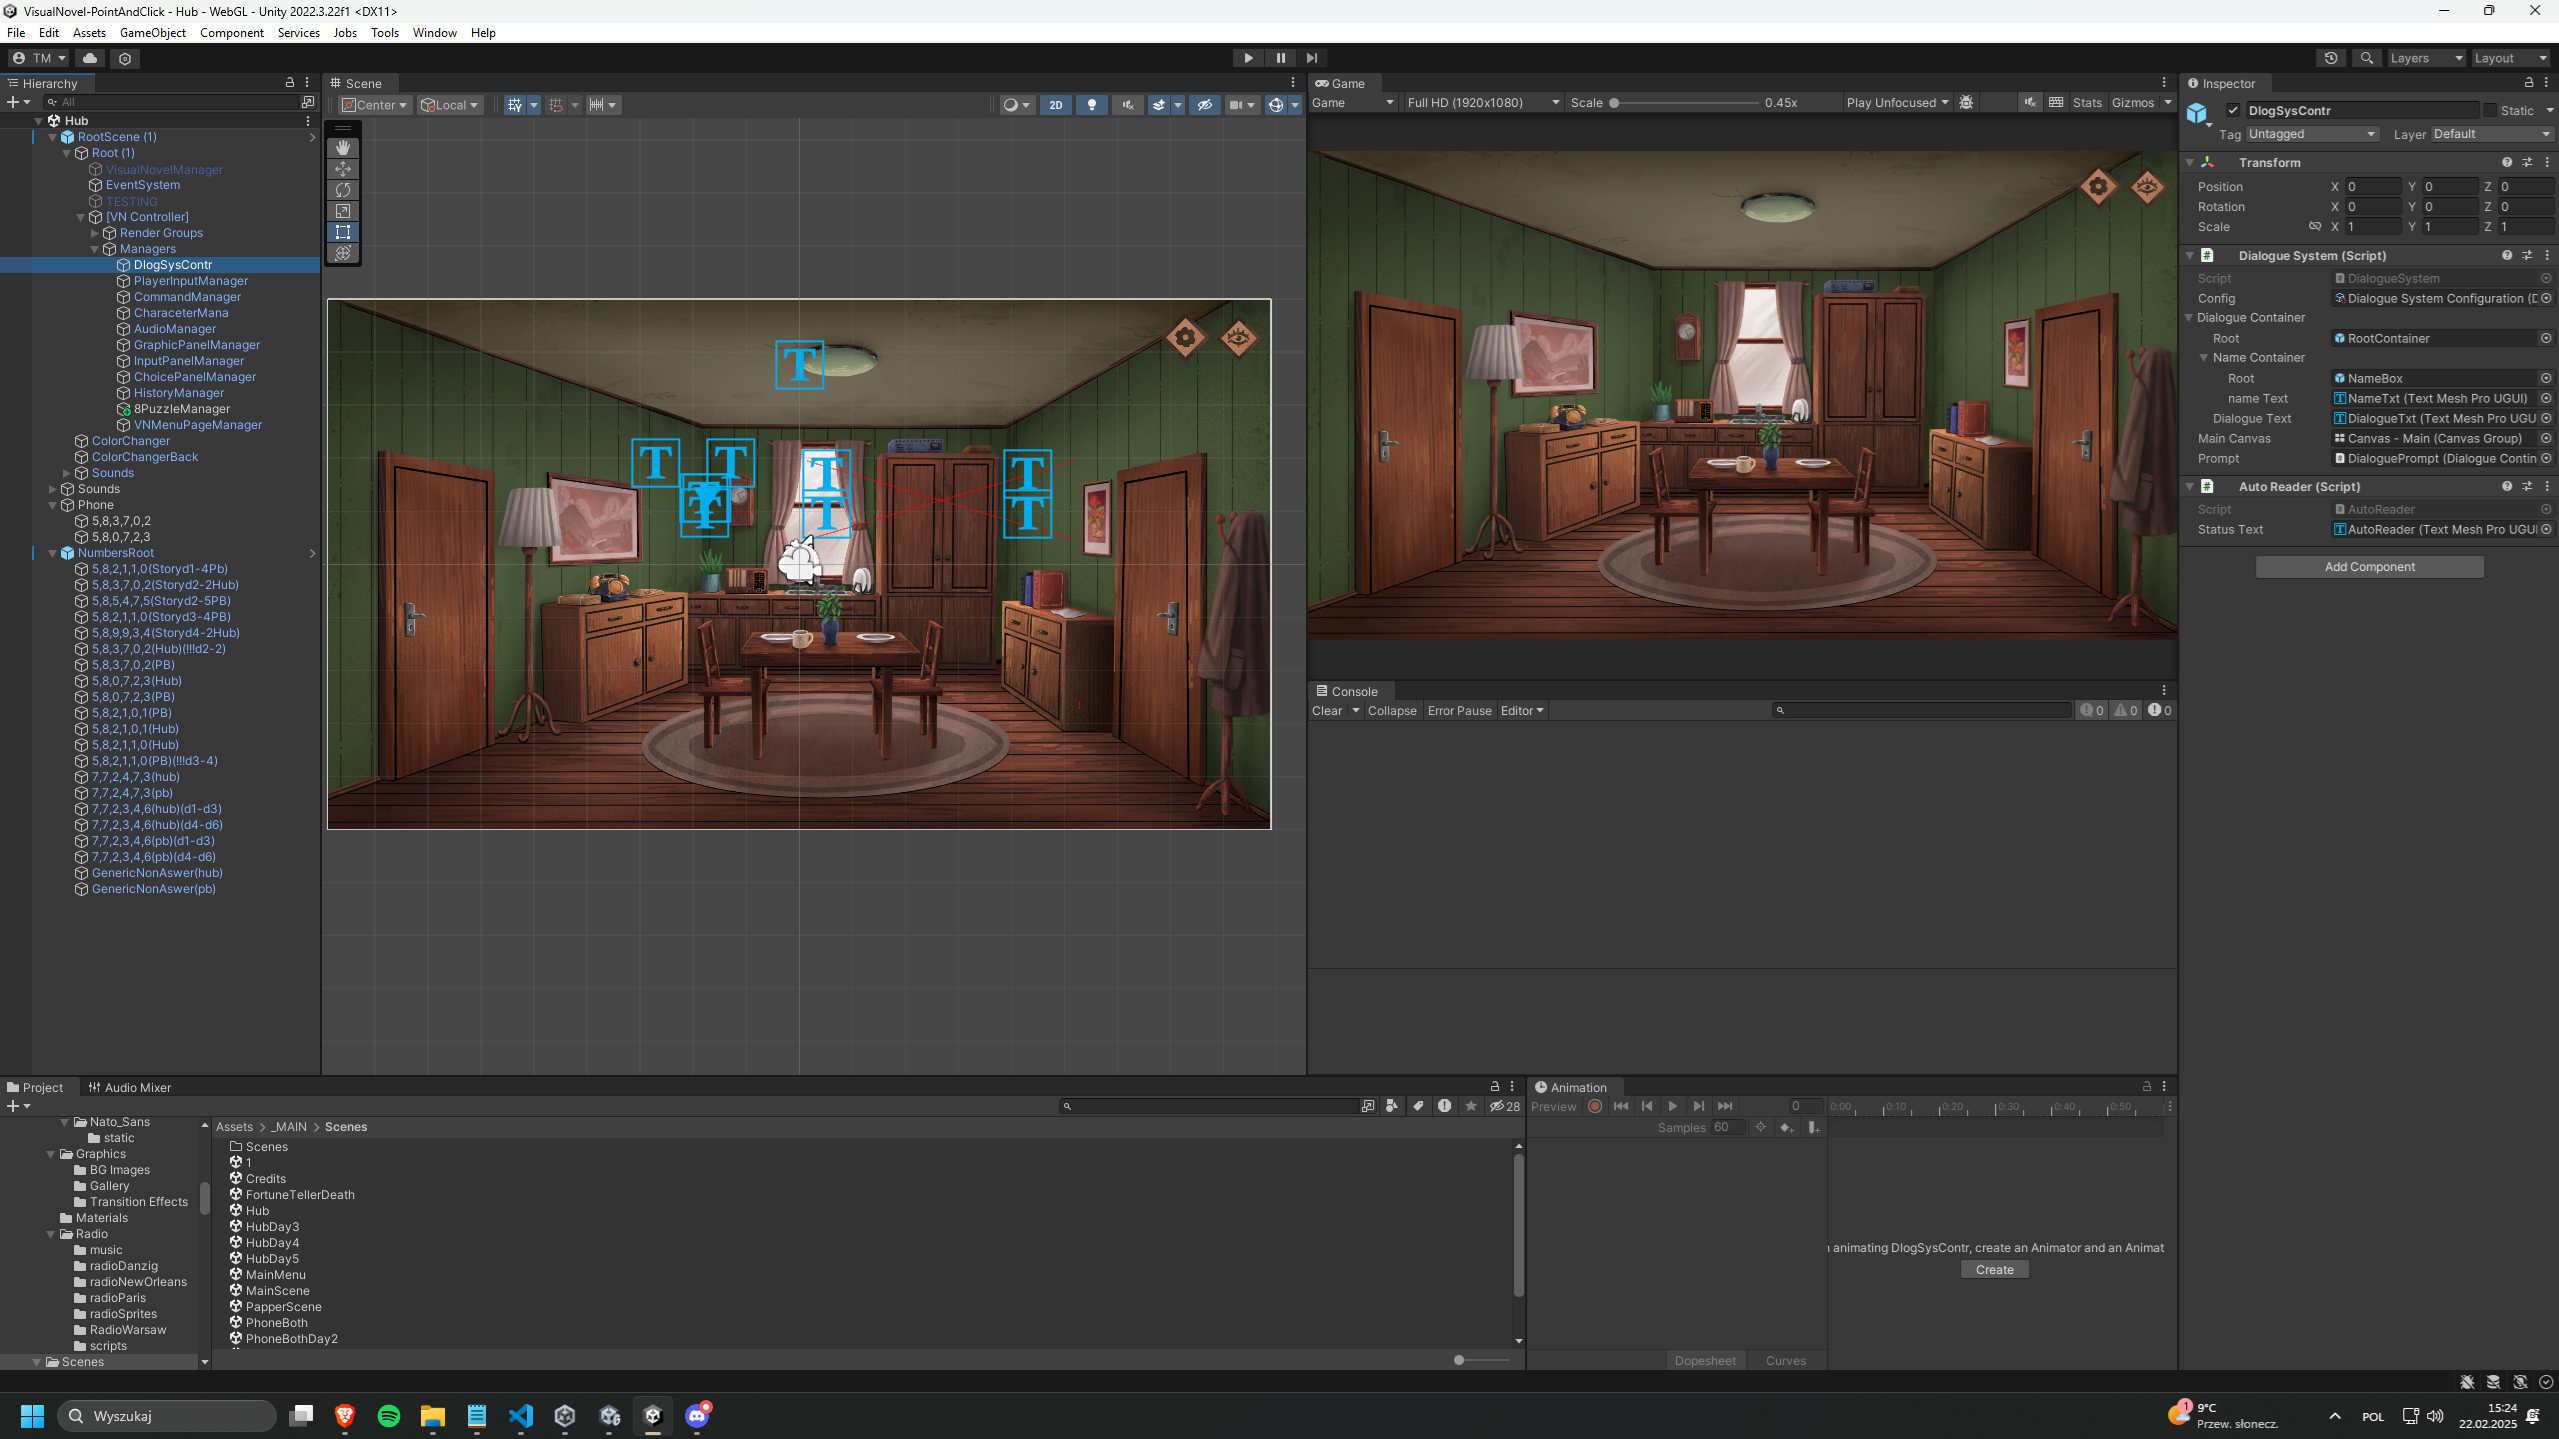 VisualNovel-PointAndClick - Hub - WebGL - Unity 2022.3.22f1 <DX11>
File Edit Assets GameObject Component Services Jobs Tools Window Help
TM
Layers Layout
Hierarchy
All
Hub
RootScene (1)
Root (1)
VisualNovelManager
EventSystem
TESTING
[VN Controller]
Render Groups
Managers
DlogSysContr
PlayerInputManager
CommandManager
CharaceterMana
AudioManager
GraphicPanelManager
InputPanelManager
ChoicePanelManager
HistoryManager
8PuzzleManager
VNMenuPageManager
ColorChanger
ColorChangerBack
Sounds
Sounds
Phone
5,8,3,7,0,2
5,8,0,7,2,3
NumbersRoot
5,8,2,1,1,0(Storyd1-4Pb)
5,8,3,7,0,2(Storyd2-2Hub)
5,8,5,4,7,5(Storyd2-5PB)
5,8,2,1,1,0(Storyd3-4PB)
5,8,9,9,3,4(Storyd4-2Hub)
5,8,3,7,0,2(Hub)(!!!d2-2)
5,8,3,7,0,2(PB)
5,8,0,7,2,3(Hub)
5,8,0,7,2,3(PB)
5,8,2,1,0,1(PB)
5,8,2,1,0,1(Hub)
5,8,2,1,1,0(Hub)
5,8,2,1,1,0(PB)(!!!d3-4)
7,7,2,4,7,3(hub)
7,7,2,4,7,3(pb)
7,7,2,3,4,6(hub)(d1-d3)
7,7,2,3,4,6(hub)(d4-d6)
7,7,2,3,4,6(pb)(d1-d3)
7,7,2,3,4,6(pb)(d4-d6)
GenericNonAswer(hub)
GenericNonAswer(pb)
Scene
Center Local 2D
T
T T T T
T T T
Game
Game Full HD (1920x1080) Scale 0.45x Play Unfocused Stats Gizmos
Console
Clear Collapse Error Pause Editor 0 0 0
Inspector
DlogSysContr Static
Tag Untagged Layer Default
Transform
Position X 0 Y 0 Z 0
Rotation X 0 Y 0 Z 0
Scale X 1 Y 1 Z 1
Dialogue System (Script)
Script DialogueSystem
Config Dialogue System Configuration (D
Dialogue Container
Root RootContainer
Name Container
Root NameBox
name Text NameTxt (Text Mesh Pro UGUI)
Dialogue Text DialogueTxt (Text Mesh Pro UGU
Main Canvas Canvas - Main (Canvas Group)
Prompt DialoguePrompt (Dialogue Contin
Auto Reader (Script)
Script AutoReader
Status Text AutoReader (Text Mesh Pro UGUI
Add Component
Project Audio Mixer
28
Nato_Sans
static
Graphics
BG Images
Gallery
Transition Effects
Materials
Radio
music
radioDanzig
radioNewOrleans
radioParis
radioSprites
RadioWarsaw
scripts
Scenes
Assets > _MAIN > Scenes
Scenes
1
Credits
FortuneTellerDeath
Hub
HubDay3
HubDay4
HubDay5
MainMenu
MainScene
PapperScene
PhoneBoth
PhoneBothDay2
Animation
Preview 0 0:00 0:10 0:20 0:30 0:40 0:50
Samples 60
animating DlogSysContr, create an Animator and an Animat
Create
Dopesheet Curves
Wyszukaj
1
9°C
Przew. słonecz.
POL
15:24
22.02.2025